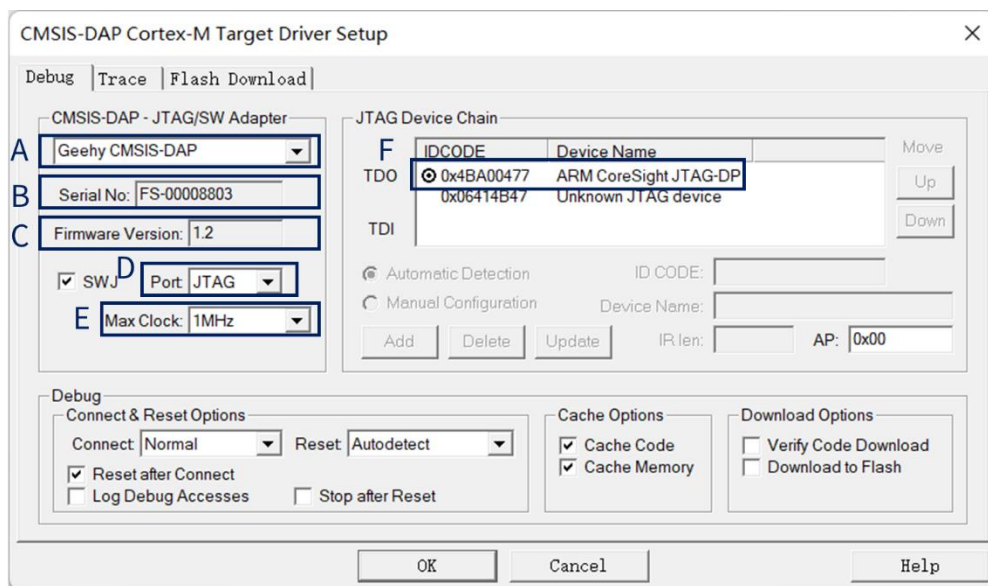 CMSIS-DAP Cortex-M Target Driver Setup
Debug Trace Flash Download
CMSIS-DAP - JTAG/SW Adapter
A Geehy CMSIS-DAP
B Serial No: FS-00008803
C Firmware Version: 1.2
SWJ D Port: JTAG
E Max Clock: 1MHz
JTAG Device Chain
F IDCODE Device Name Move
TDO 0x4BA00477 ARM CoreSight JTAG-DP Up
0x06414B47 Unknown JTAG device
TDI Down
Automatic Detection ID CODE:
Manual Configuration Device Name:
Add Delete Update IR len: AP: 0x00
Debug
Connect & Reset Options
Connect: Normal Reset: Autodetect
Reset after Connect
Log Debug Accesses Stop after Reset
Cache Options
Cache Code
Cache Memory
Download Options
Verify Code Download
Download to Flash
OK Cancel Help